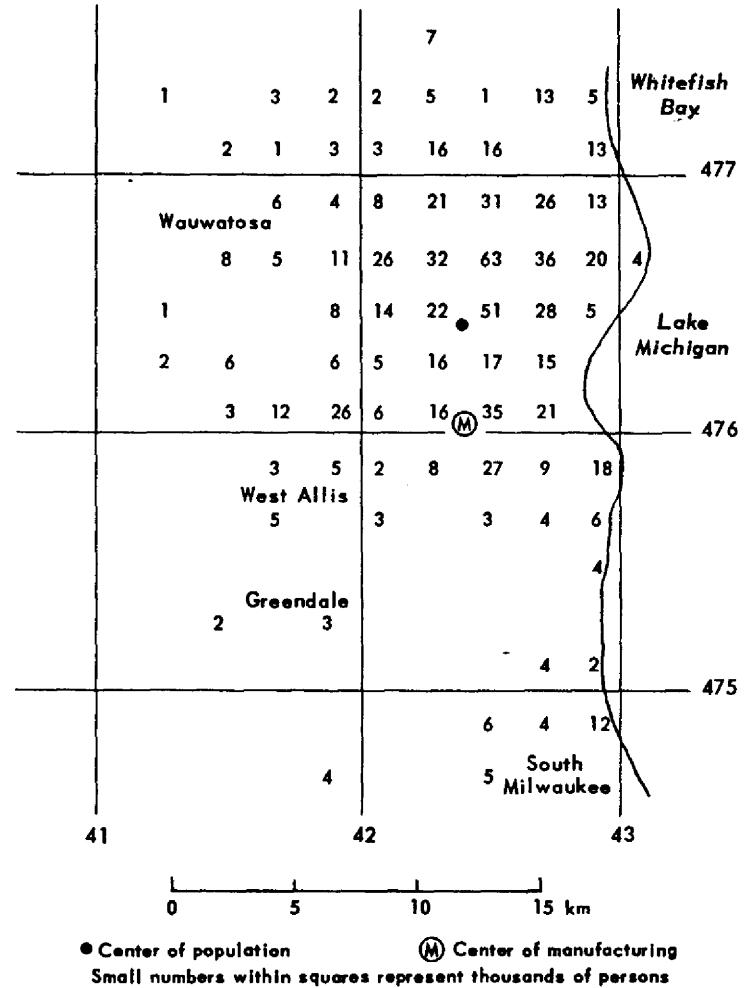 7
1 3 2 2 5 1 13 5 Whitefish Bay
2 1 3 3 16 16 13
477
6 4 8 21 31 26 13
Wauwatosa
8 5 11 26 32 63 36 20 4
1 8 14 22 51 28 5
Lake Michigan
2 6 6 5 16 17 15
3 12 26 6 16 35 21
M
476
3 5 2 8 27 9 18
West Allis
5 3 3 4 6
4
Greendale
2 3
4 2
475
6 4 12
4 5 South Milwaukee
41 42 43
0 5 10 15 km
Center of population M Center of manufacturing
Small numbers within squares represent thousands of persons